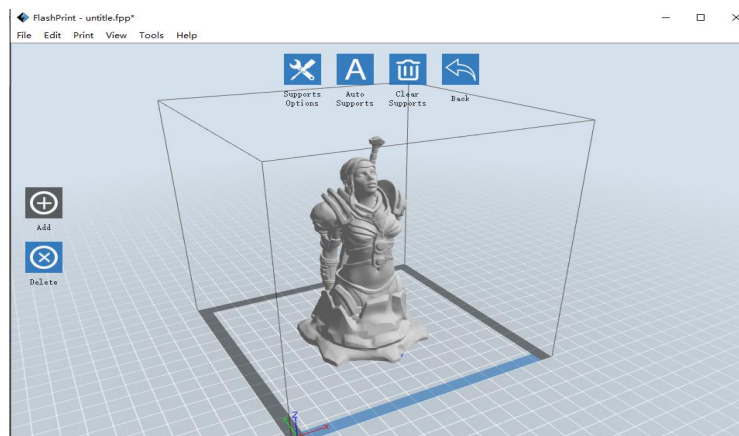 FlashPrint - untitle.fpp*
File Edit Print View Tools Help
Supports
Options
Auto
Supports
Clear
Supports
Back
Add
Delete
Z
X